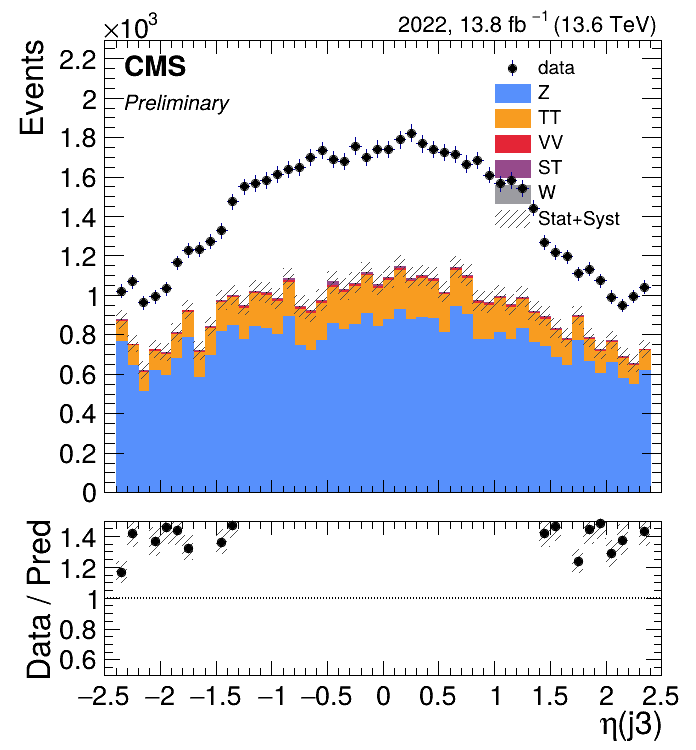 ×10³
2022, 13.8 fb⁻¹ (13.6 TeV)
Events
CMS
Preliminary
data
Z
TT
VV
ST
W
Stat+Syst
2.2
2
1.8
1.6
1.4
1.2
1
0.8
0.6
0.4
0.2
0
Data / Pred
1.4
1.2
1
0.8
0.6
−2.5 −2 −1.5 −1 −0.5 0 0.5 1 1.5 2 2.5
η(j3)